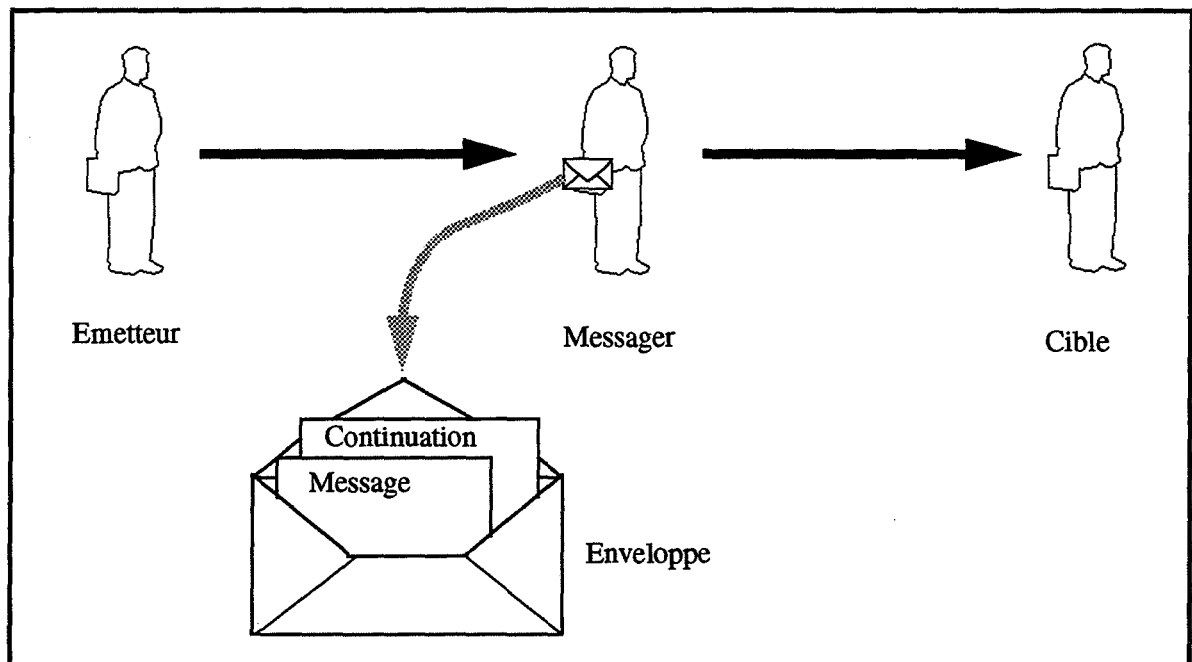 Emetteur
Messager
Cible
Continuation
Message
Enveloppe